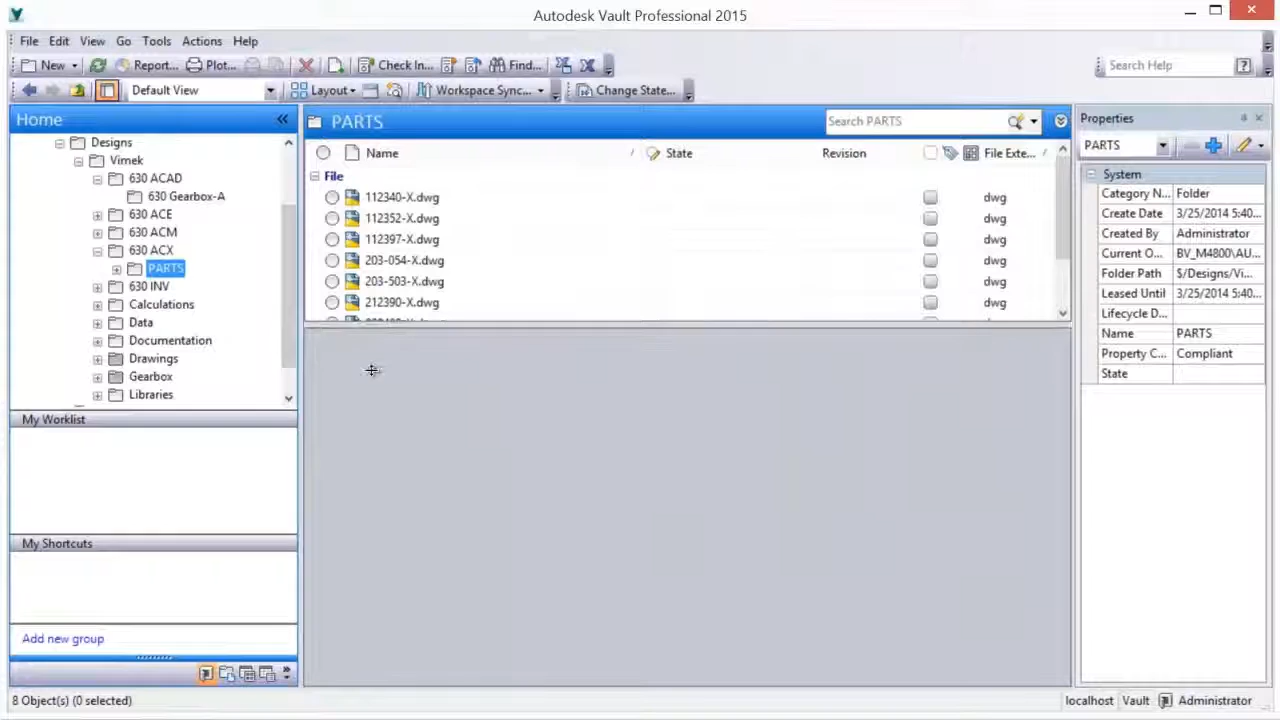 Autodesk Vault Professional 2015
File Edit View Go Tools Actions Help
New Report... Plot... Check In... Find... Search Help
Default View Layout Workspace Sync... Change State...
Home
Designs
Vimek
630 ACAD
630 Gearbox-A
630 ACE
630 ACM
630 ACX
PARTS
630 INV
Calculations
Data
Documentation
Drawings
Gearbox
Libraries
My Worklist
My Shortcuts
Add new group
PARTS Search PARTS
Name State Revision File Exte...
File
112340-X.dwg dwg
112352-X.dwg dwg
112397-X.dwg dwg
203-054-X.dwg dwg
203-503-X.dwg dwg
212390-X.dwg dwg
Properties
PARTS
System
Category N... Folder
Create Date 3/25/2014 5:40...
Created By Administrator
Current O... BV_M4800\AU...
Folder Path $/Designs/Vi...
Leased Until 3/25/2014 5:40...
Lifecycle D...
Name PARTS
Property C... Compliant
State
8 Object(s) (0 selected) localhost Vault Administrator